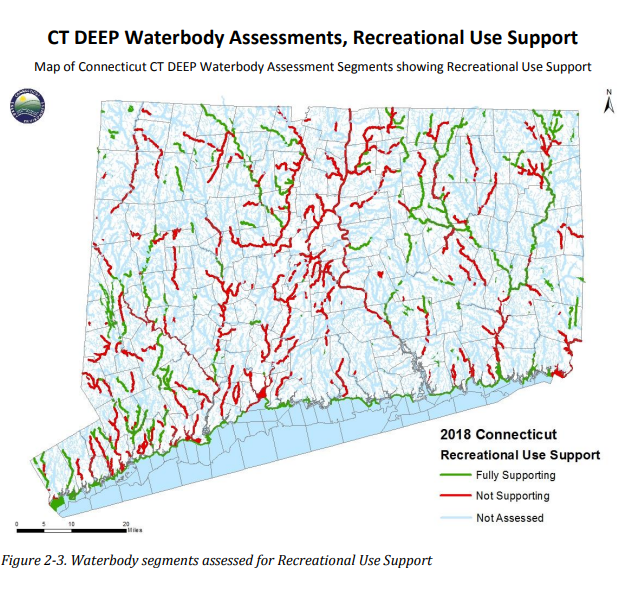 CT DEEP Waterbody Assessments, Recreational Use Support
Map of Connecticut CT DEEP Waterbody Assessment Segments showing Recreational Use Support
N
2018 Connecticut
Recreational Use Support
Fully Supporting
Not Supporting
Not Assessed
0 5 10 20
Miles
Figure 2-3. Waterbody segments assessed for Recreational Use Support